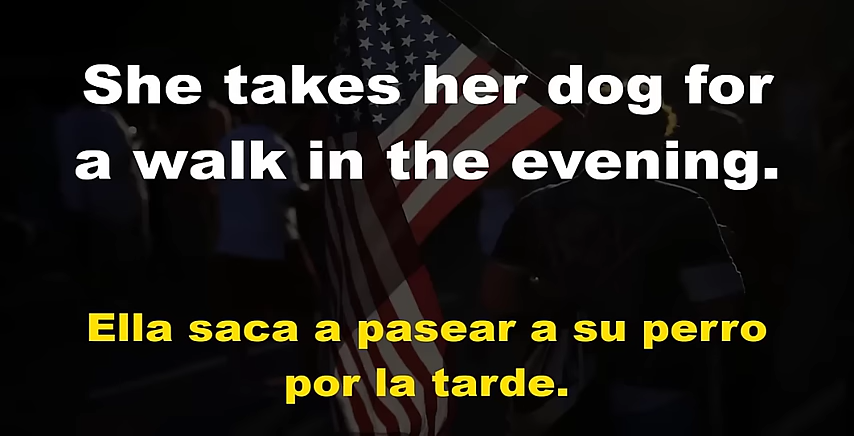 She takes her dog for
a walk in the evening.
Ella saca a pasear a su perro
por la tarde.